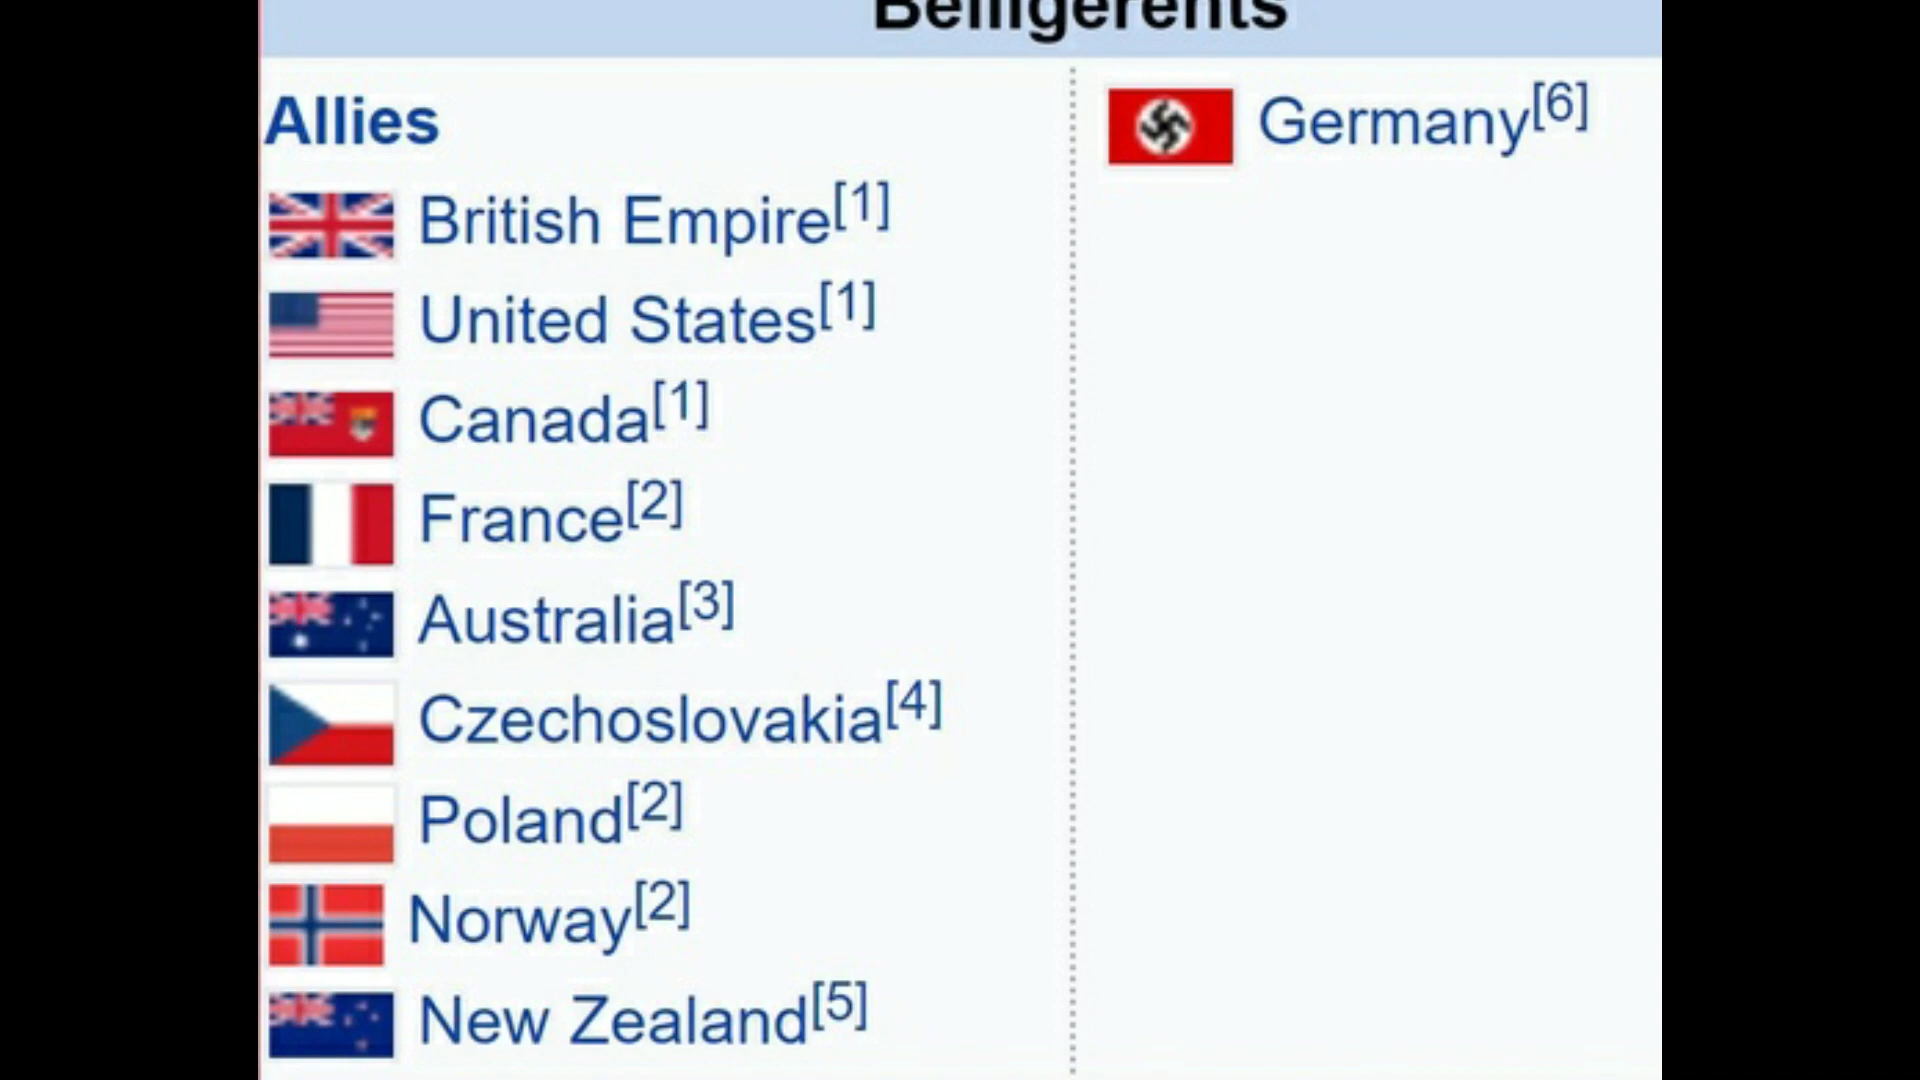 Belligerents
Allies
British Empire[1]
United States[1]
Canada[1]
France[2]
Australia[3]
Czechoslovakia[4]
Poland[2]
Norway[2]
New Zealand[5]
Germany[6]